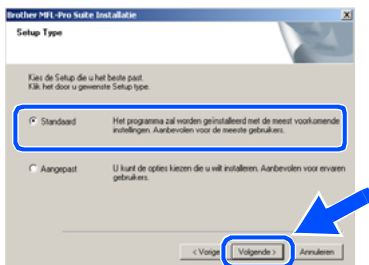 Brother MFL-Pro Suite Installatie
Setup Type
Kies de Setup die u het beste past.
Klik het door u gewenste Setup type.
Standaard
Het programma zal worden geïnstalleerd met de meest voorkomende
instellingen. Aanbevolen voor de meeste gebruikers.
Aangepast
U kunt de opties kiezen die u wilt installeren. Aanbevolen voor ervaren
gebruikers.
< Vorige
Volgende >
Annuleren